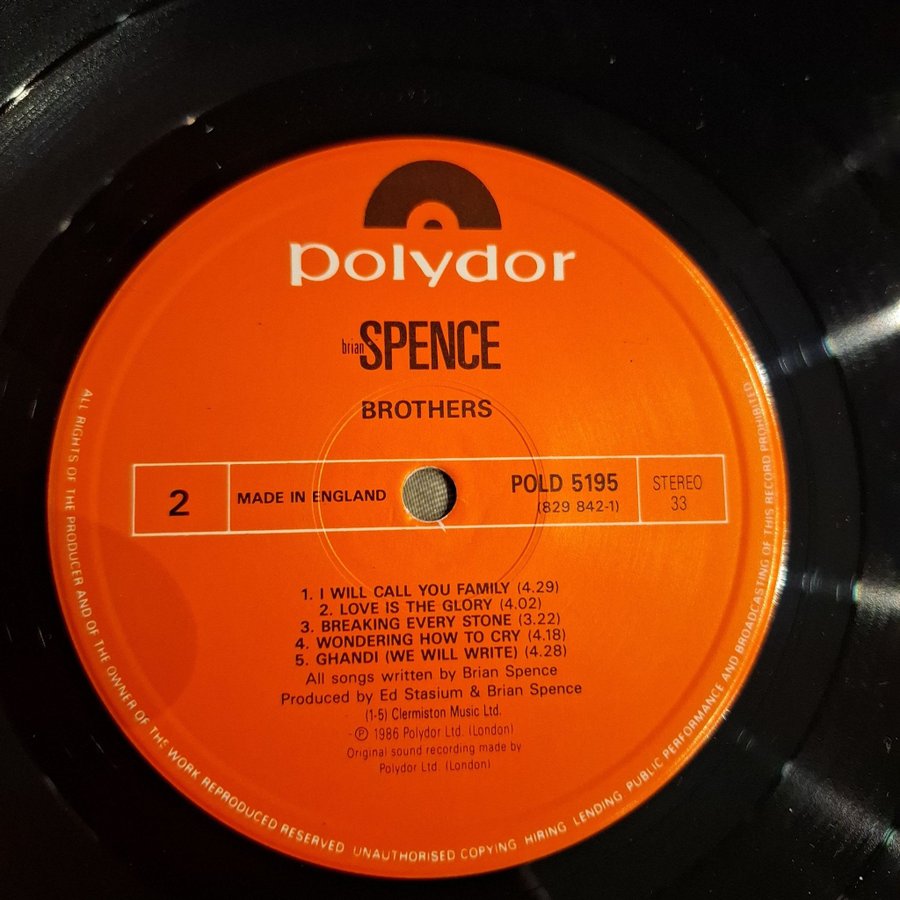 polydor
brian SPENCE
BROTHERS
2 MADE IN ENGLAND POLD 5195 STEREO
(829 842-1) 33
1. I WILL CALL YOU FAMILY (4.29)
2. LOVE IS THE GLORY (4.02)
3. BREAKING EVERY STONE (3.22)
4. WONDERING HOW TO CRY (4.18)
5. GHANDI (WE WILL WRITE) (4.28)
All songs written by Brian Spence
Produced by Ed Stasium & Brian Spence
(1-5) Clermiston Music Ltd.
℗ 1986 Polydor Ltd. (London)
Original sound recording made by
Polydor Ltd. (London)
ALL RIGHTS OF THE PRODUCER AND OF THE OWNER OF THE WORK REPRODUCED RESERVED UNAUTHORISED COPYING HIRING LENDING PUBLIC PERFORMANCE AND BROADCASTING OF THIS RECORD PROHIBITED